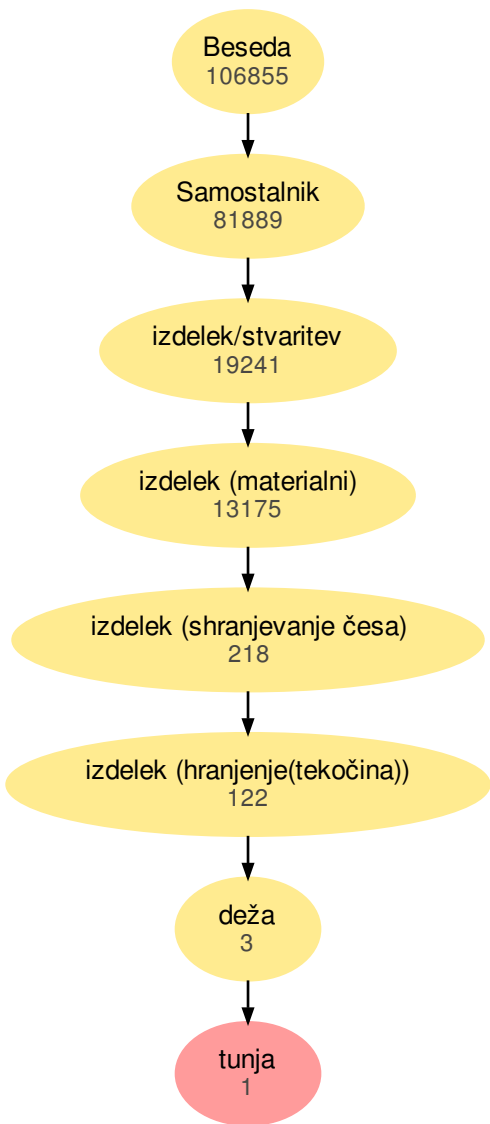 Beseda
106855
Samostalnik
81889
izdelek/stvaritev
19241
izdelek (materialni)
13175
izdelek (shranjevanje česa)
218
izdelek (hranjenje(tekočina))
122
deža
3
tunja
1